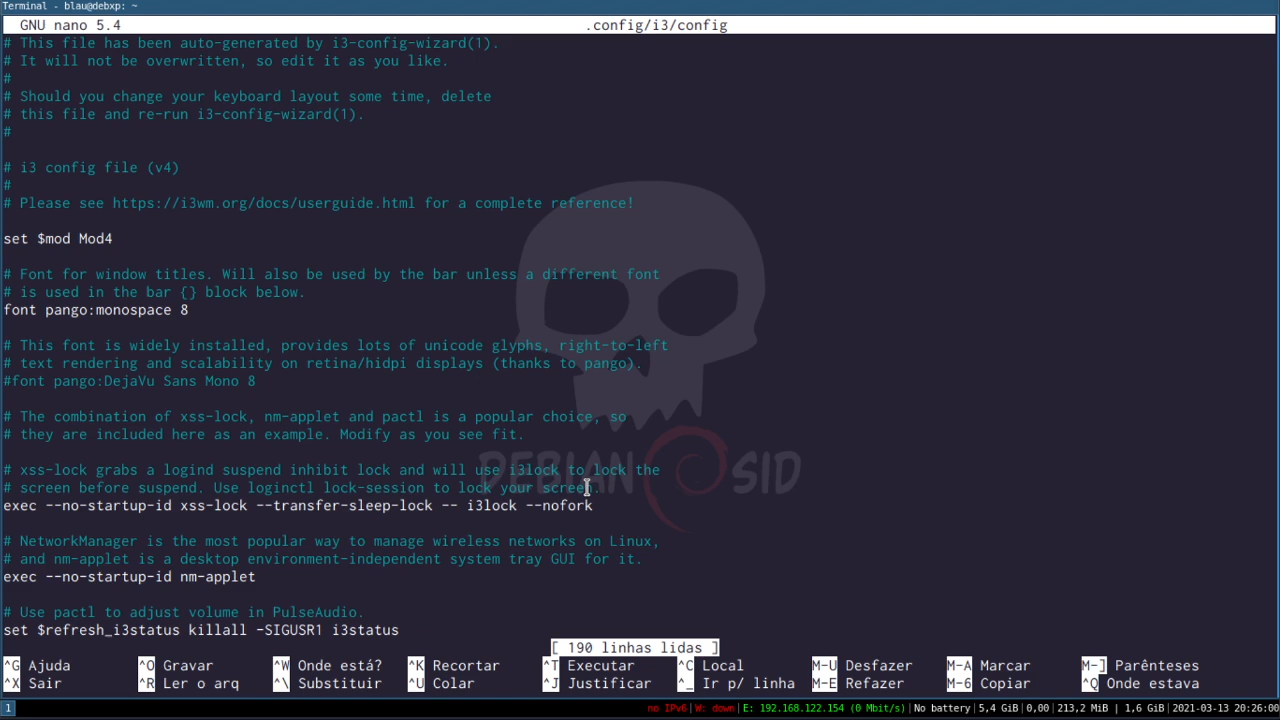 Terminal - blau@debxp: ~
GNU nano 5.4 .config/i3/config
# This file has been auto-generated by i3-config-wizard(1).
# It will not be overwritten, so edit it as you like.
#
# Should you change your keyboard layout some time, delete
# this file and re-run i3-config-wizard(1).
#
# i3 config file (v4)
#
# Please see https://i3wm.org/docs/userguide.html for a complete reference!
set $mod Mod4
# Font for window titles. Will also be used by the bar unless a different font
# is used in the bar {} block below.
font pango:monospace 8
# This font is widely installed, provides lots of unicode glyphs, right-to-left
# text rendering and scalability on retina/hidpi displays (thanks to pango).
#font pango:DejaVu Sans Mono 8
# The combination of xss-lock, nm-applet and pactl is a popular choice, so
# they are included here as an example. Modify as you see fit.
# xss-lock grabs a logind suspend inhibit lock and will use i3lock to lock the
# screen before suspend. Use loginctl lock-session to lock your screen.
exec --no-startup-id xss-lock --transfer-sleep-lock -- i3lock --nofork
DEBIAN SID
# NetworkManager is the most popular way to manage wireless networks on Linux,
# and nm-applet is a desktop environment-independent system tray GUI for it.
exec --no-startup-id nm-applet
# Use pactl to adjust volume in PulseAudio.
set $refresh_i3status killall -SIGUSR1 i3status
[ 190 linhas lidas ]
^G Ajuda ^O Gravar ^W Onde está? ^K Recortar ^T Executar ^C Local M-U Desfazer M-A Marcar M-] Parênteses
^X Sair ^R Ler o arq ^\ Substituir ^U Colar ^J Justificar ^_ Ir p/ linha M-E Refazer M-6 Copiar ^Q Onde estava
1 no IPv6|W: down|E: 192.168.122.154 (0 Mbit/s)|No battery|5,4 GiB|0,00|213,2 MiB | 1,6 GiB|2021-03-13 20:26:00